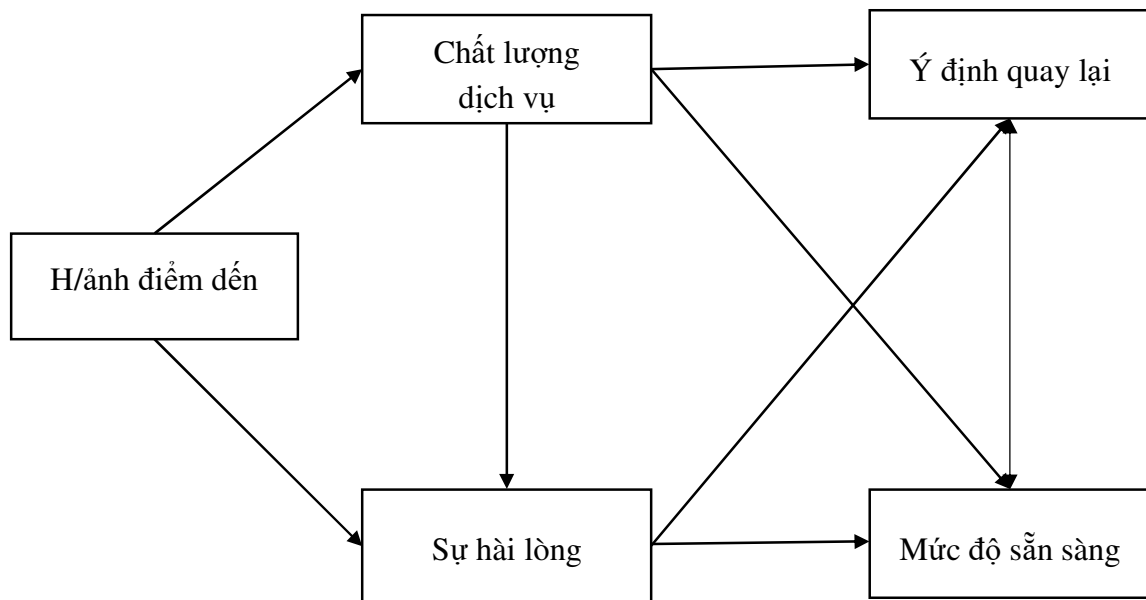 Chất lượng
dịch vụ
Ý định quay lại
H/ảnh điểm dến
Sự hài lòng
Mức độ sẵn sàng